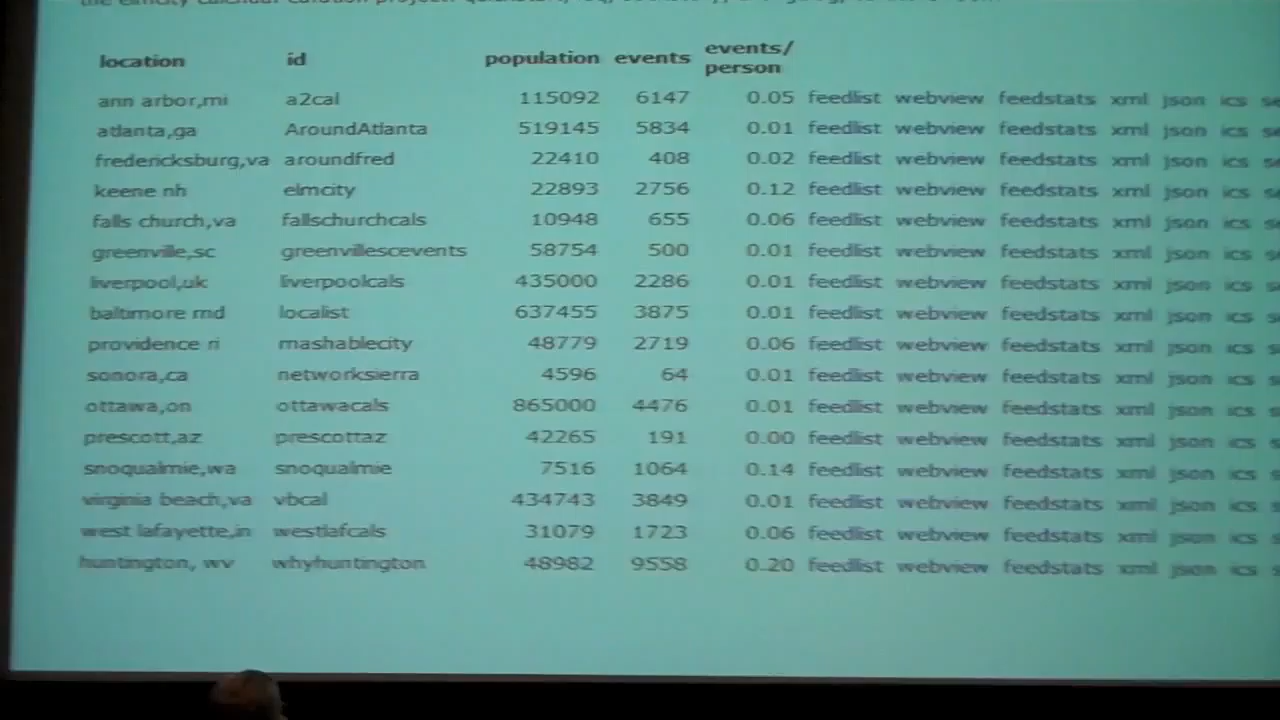 location id population events events/ person
ann arbor,mi a2cal 115092 6147 0.05 feedlist webview feedstats xml json ics
atlanta,ga AroundAtlanta 519145 5834 0.01 feedlist webview feedstats xml json ics
fredericksburg,va aroundfred 22410 408 0.02 feedlist webview feedstats xml json ics
keene nh elmcity 22893 2756 0.12 feedlist webview feedstats xml json ics
falls church,va fallschurchcals 10948 655 0.06 feedlist webview feedstats xml json ics
greenville,sc greenvillescevents 58754 500 0.01 feedlist webview feedstats xml json ics
liverpool,uk liverpoolcals 435000 2286 0.01 feedlist webview feedstats xml json ics
baltimore md localist 637455 3875 0.01 feedlist webview feedstats xml json ics
providence ri mashablecity 48779 2719 0.06 feedlist webview feedstats xml json ics
sonora,ca networksierra 4596 64 0.01 feedlist webview feedstats xml json ics
ottawa,on ottawacals 865000 4476 0.01 feedlist webview feedstats xml json ics
prescott,az prescottaz 42265 191 0.00 feedlist webview feedstats xml json ics
snoqualmie,wa snoqualmie 7516 1064 0.14 feedlist webview feedstats xml json ics
virginia beach,va vbcal 434743 3849 0.01 feedlist webview feedstats xml json ics
west lafayette,in westlafcals 31079 1723 0.06 feedlist webview feedstats xml json ics
huntington, wv whyhuntington 48982 9558 0.20 feedlist webview feedstats xml json ics